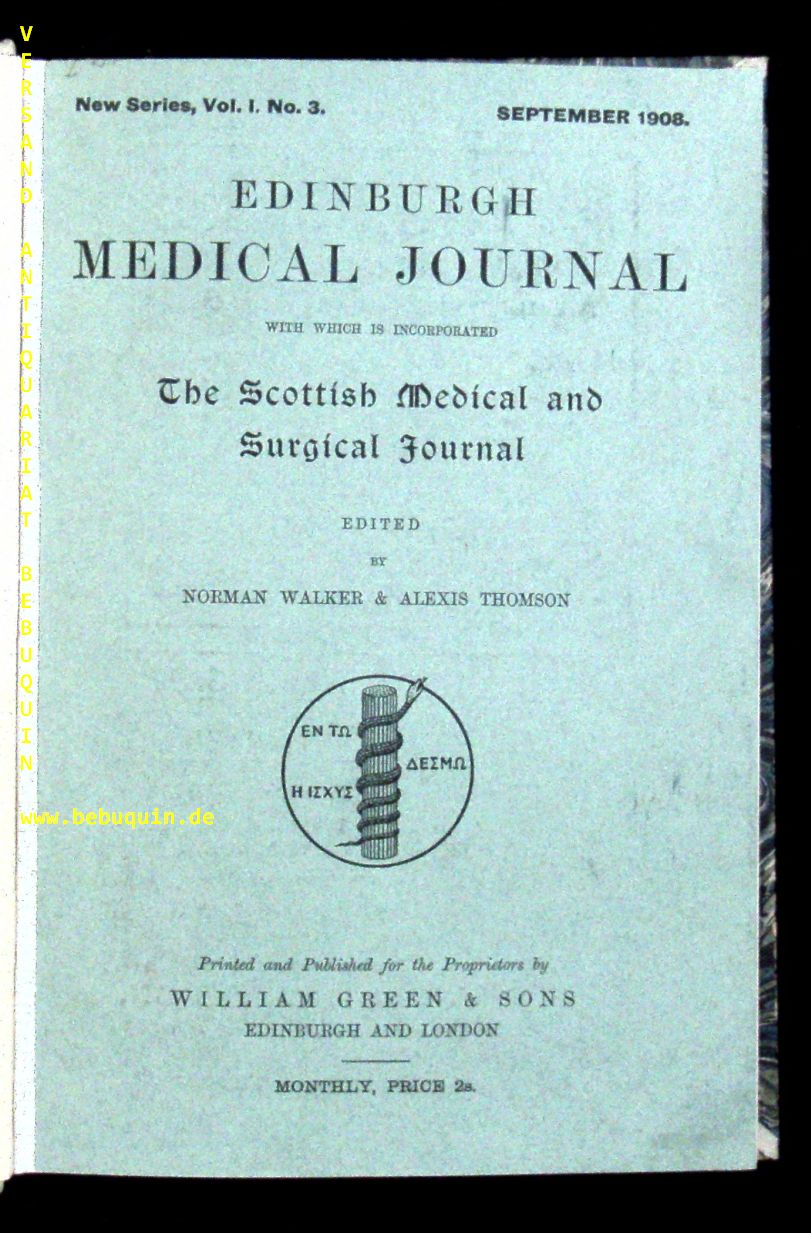 New Series, Vol. I. No. 3.
SEPTEMBER 1908.
EDINBURGH
MEDICAL JOURNAL
WITH WHICH IS INCORPORATED
The Scottish Medical and
Surgical Journal
EDITED
BY
NORMAN WALKER & ALEXIS THOMSON
ΕΝ ΤΩ
ΔΕΣΜΩ
Η ΙΣΧΥΣ
Printed and Published for the Proprietors by
WILLIAM GREEN & SONS
EDINBURGH AND LONDON
MONTHLY, PRICE 2s.
VERSAND ANTIQUARIAT BEBUQUIN
www.bebuquin.de